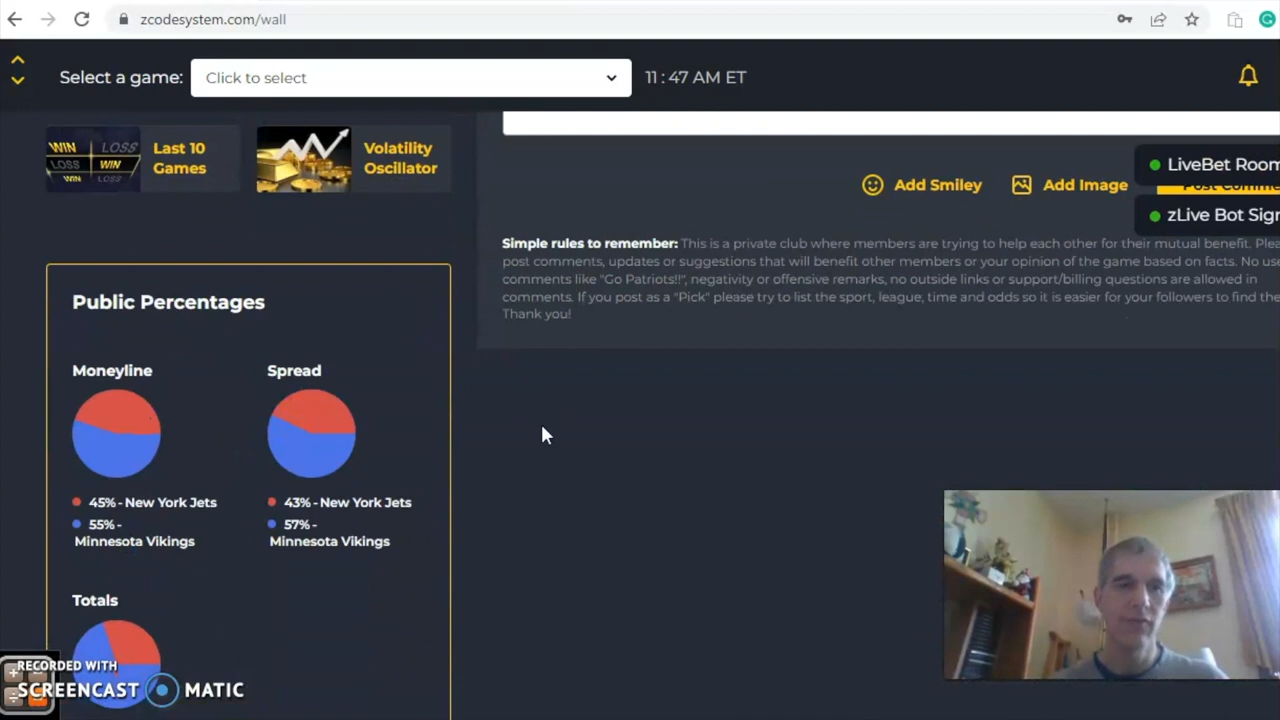 zcodesystem.com/wall
Select a game:
Click to select
11 : 47 AM ET
WIN LOSS
LOSS WIN
WIN LOSS
Last 10
Games
Volatility
Oscillator
LiveBet Room
Add Smiley
Add Image
zLive Bot Sig
Simple rules to remember: This is a private club where members are trying to help each other for their mutual benefit. Plea
post comments, updates or suggestions that will benefit other members or your opinion of the game based on facts. No use
comments like "Go Patriots!!", negativity or offensive remarks, no outside links or support/billing questions are allowed in
comments. If you post as a "Pick" please try to list the sport, league, time and odds so it is easier for your followers to find the
Thank you!
Public Percentages
Moneyline
45% - New York Jets
55% -
Minnesota Vikings
Spread
43% - New York Jets
57% -
Minnesota Vikings
Totals
RECORDED WITH
SCREENCAST MATIC